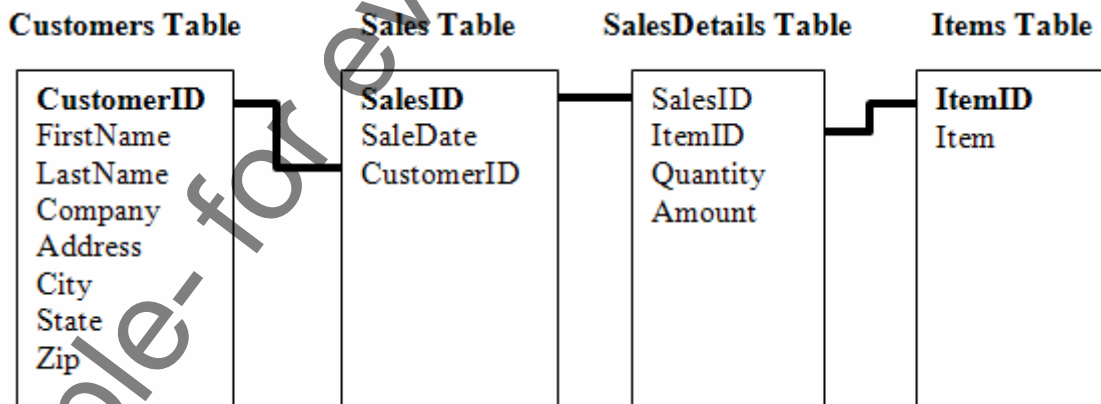 Customers Table
Sales Table
SalesDetails Table
Items Table
CustomerID
FirstName
LastName
Company
Address
City
State
Zip
SalesID
SaleDate
CustomerID
SalesID
ItemID
Quantity
Amount
ItemID
Item
for